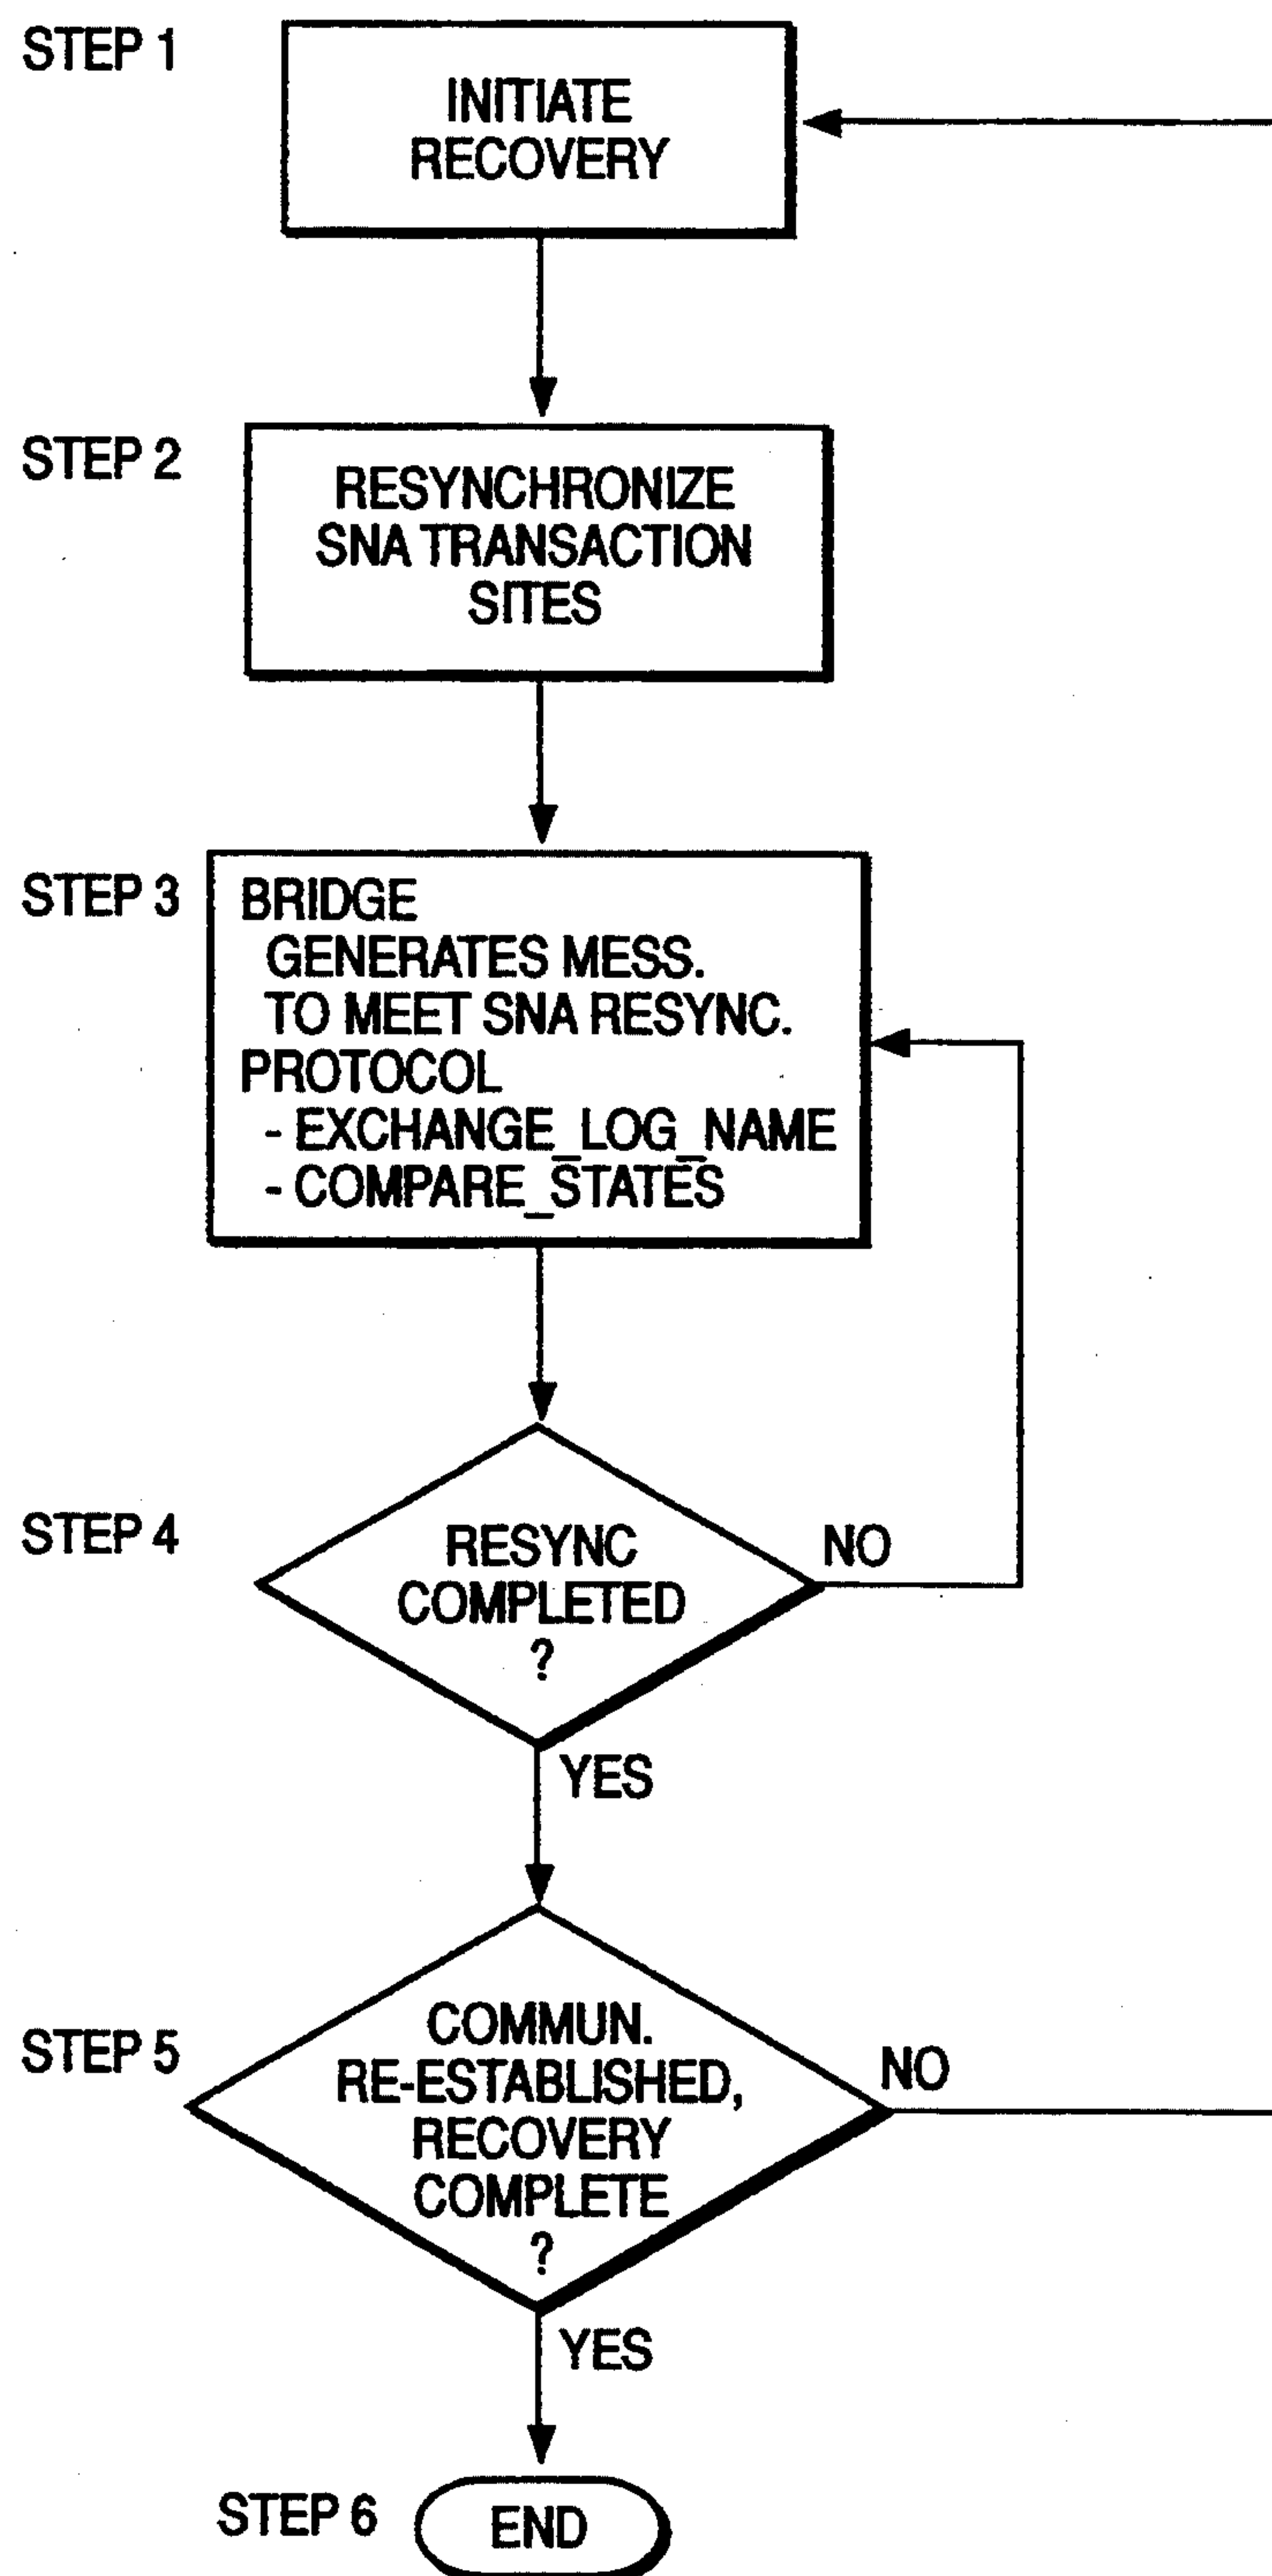 STEP 1
INITIATE
RECOVERY
STEP 2
RESYNCHRONIZE
SNA TRANSACTION
SITES
STEP 3
BRIDGE
GENERATES MESS.
TO MEET SNA RESYNC.
PROTOCOL
- EXCHANGE_LOG_NAME
- COMPARE_STATES
STEP 4
RESYNC
COMPLETED
?
NO
YES
STEP 5
COMMUN.
RE-ESTABLISHED,
RECOVERY
COMPLETE
?
NO
YES
STEP 6
END